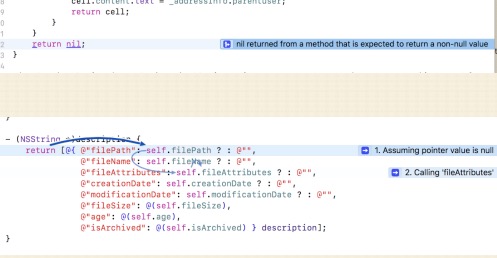 cell.content.text = _addressInfo.parentuser;
return cell;
}
}
return nil;
nil returned from a method that is expected to return a non-null value
}
- (NSString *)description {
return [@{ @"filePath": self.filePath ? : @"",
1. Assuming pointer value is null
@"fileName": self.fileName ? : @"",
@"fileAttributes": self.fileAttributes ? : @"",
2. Calling 'fileAttributes'
@"creationDate": self.creationDate ? : @"",
@"modificationDate": self.modificationDate ? : @"",
@"fileSize": @(self.fileSize),
@"age": @(self.age),
@"isArchived": @(self.isArchived) } description];
}